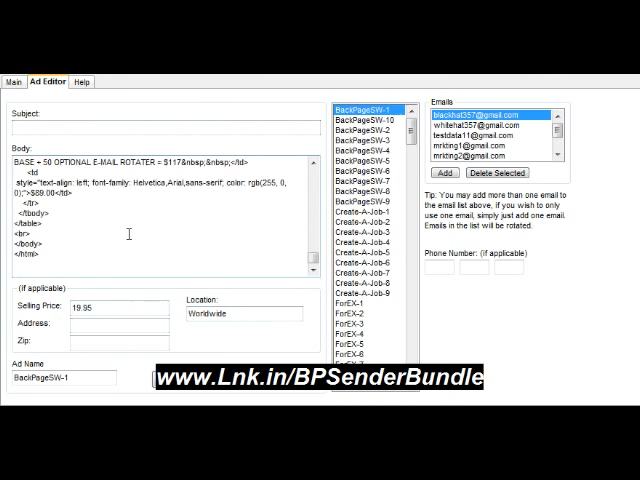 Main Ad Editor Help
Subject:
Body:
BASE + 50 OPTIONAL E-MAIL ROTATER = $117&nbsp;&nbsp;</td>
<td
style="text-align: left; font-family: Helvetica,Arial,sans-serif; color: rgb(255, 0,
0);">$89.00</td>
</tr>
</tbody>
</table>
<br>
</body>
</html>
(if applicable)
Selling Price: 19.95
Address:
Zip:
Location:
Worldwide
Ad Name
BackPageSW-1
BackPageSW-1
BackPageSW-10
BackPageSW-2
BackPageSW-3
BackPageSW-4
BackPageSW-5
BackPageSW-6
BackPageSW-7
BackPageSW-8
BackPageSW-9
Create-A-Job-1
Create-A-Job-2
Create-A-Job-3
Create-A-Job-4
Create-A-Job-5
Create-A-Job-6
Create-A-Job-7
Create-A-Job-8
Create-A-Job-9
ForEX-1
ForEX-2
ForEX-3
ForEX-4
ForEX-5
ForEX-6
Emails
blackhat357@gmail.com
whitehat357@gmail.com
testdata11@gmail.com
mrkting1@gmail.com
mrkting2@gmail.com
Add Delete Selected
Tip: You may add more than one email to
the email list above, if you wish to only
use one email, simply just add one email.
Emails in the list will be rotated.
Phone Number: (if applicable)
www.Lnk.in/BPSenderBundle